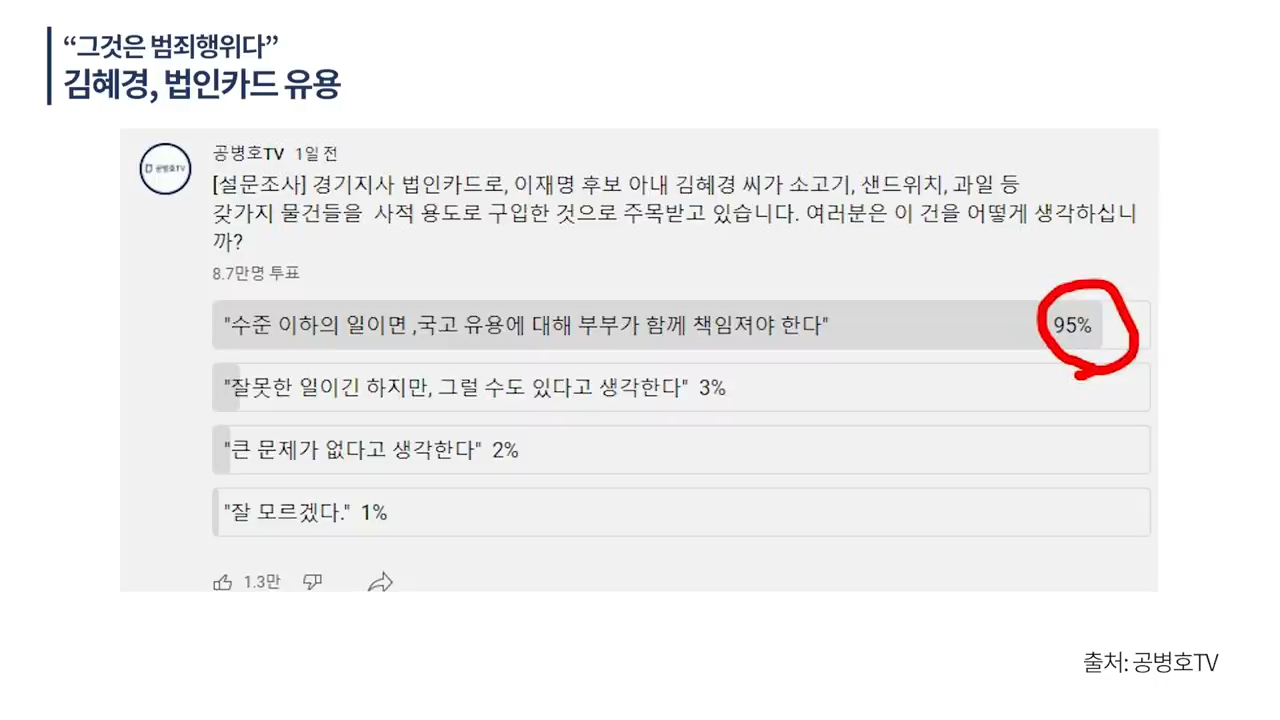 “그것은 범죄행위다”
김혜경, 법인카드 유용
공병호TV 1일 전
[설문조사] 경기지사 법인카드로, 이재명 후보 아내 김혜경 씨가 소고기, 샌드위치, 과일 등
갖가지 물건들을 사적 용도로 구입한 것으로 주목받고 있습니다. 여러분은 이 건을 어떻게 생각하십니
까?
8.7만명 투표
"수준 이하의 일이면 ,국고 유용에 대해 부부가 함께 책임져야 한다" 95%
"잘못한 일이긴 하지만, 그럴 수도 있다고 생각한다" 3%
"큰 문제가 없다고 생각한다" 2%
"잘 모르겠다." 1%
1.3만
출처: 공병호TV